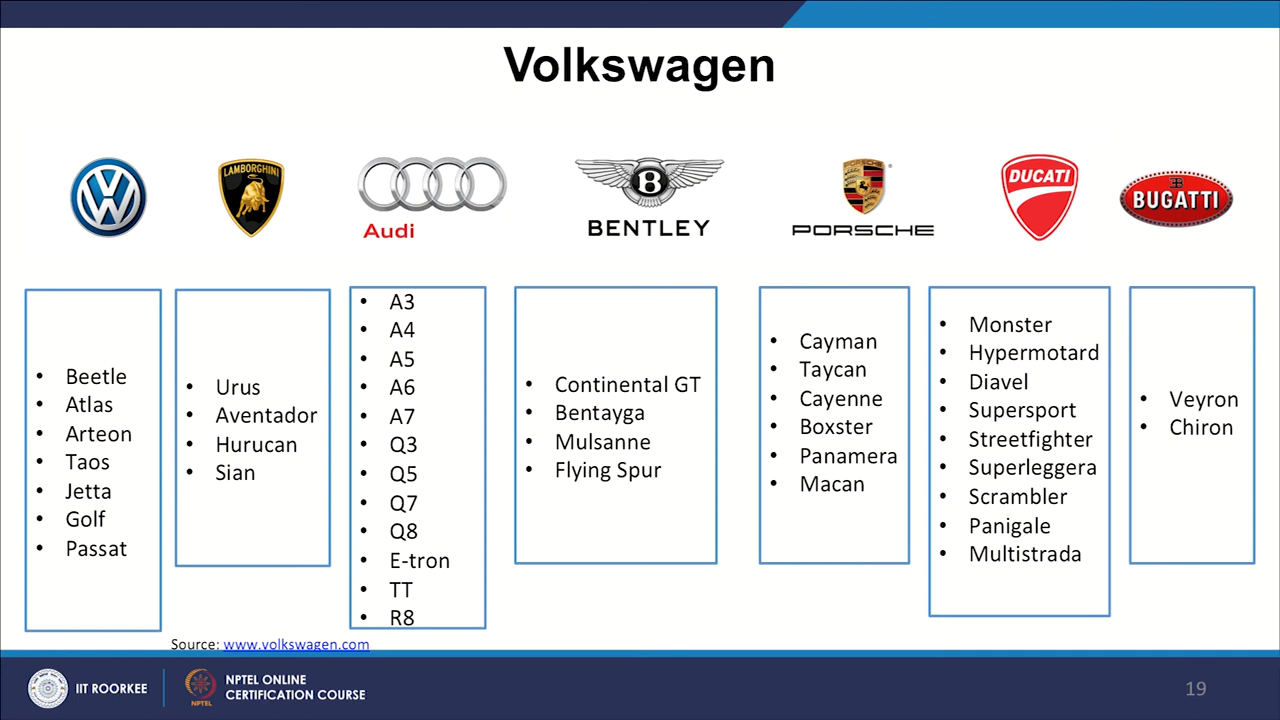 Volkswagen
LAMBORGHINI
Audi
BENTLEY
PORSCHE
PORSCHE
DUCATI
BUGATTI
• Beetle
• Atlas
• Arteon
• Taos
• Jetta
• Golf
• Passat
• Urus
• Aventador
• Hurucan
• Sian
• A3
• A4
• A5
• A6
• A7
• Q3
• Q5
• Q7
• Q8
• E-tron
• TT
• R8
• Continental GT
• Bentayga
• Mulsanne
• Flying Spur
• Cayman
• Taycan
• Cayenne
• Boxster
• Panamera
• Macan
• Monster
• Hypermotard
• Diavel
• Supersport
• Streetfighter
• Superleggera
• Scrambler
• Panigale
• Multistrada
• Veyron
• Chiron
Source: www.volkswagen.com
IIT ROORKEE
NPTEL
NPTEL ONLINE
CERTIFICATION COURSE
19